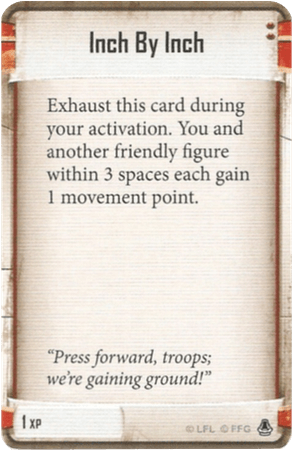 Inch By Inch
Exhaust this card during
your activation. You and
another friendly figure
within 3 spaces each gain
1 movement point.
“Press forward, troops;
we’re gaining ground!”
1 XP
© LFL © FFG